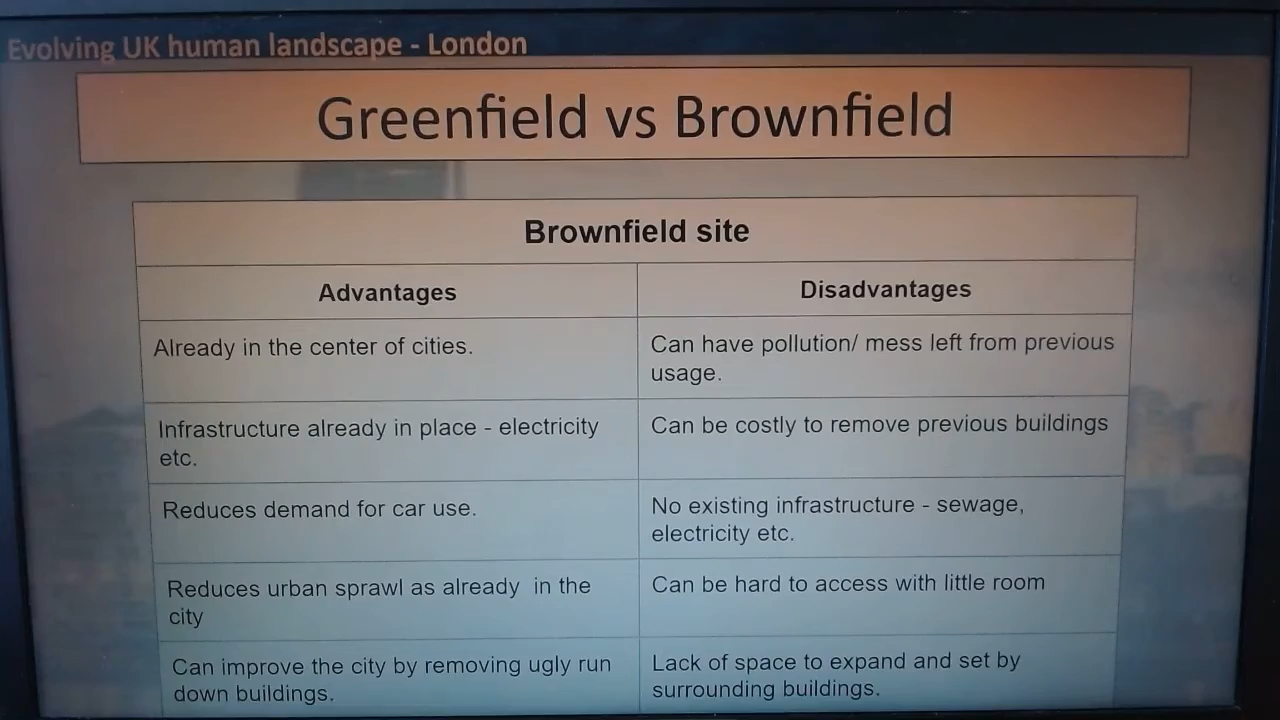 Evolving UK human landscape - London
Greenfield vs Brownfield
Brownfield site
Advantages
Disadvantages
Already in the center of cities.
Can have pollution/ mess left from previous
usage.
Infrastructure already in place - electricity
etc.
Can be costly to remove previous buildings
Reduces demand for car use.
No existing infrastructure - sewage,
electricity etc.
Reduces urban sprawl as already in the
city
Can be hard to access with little room
Can improve the city by removing ugly run
down buildings.
Lack of space to expand and set by
surrounding buildings.